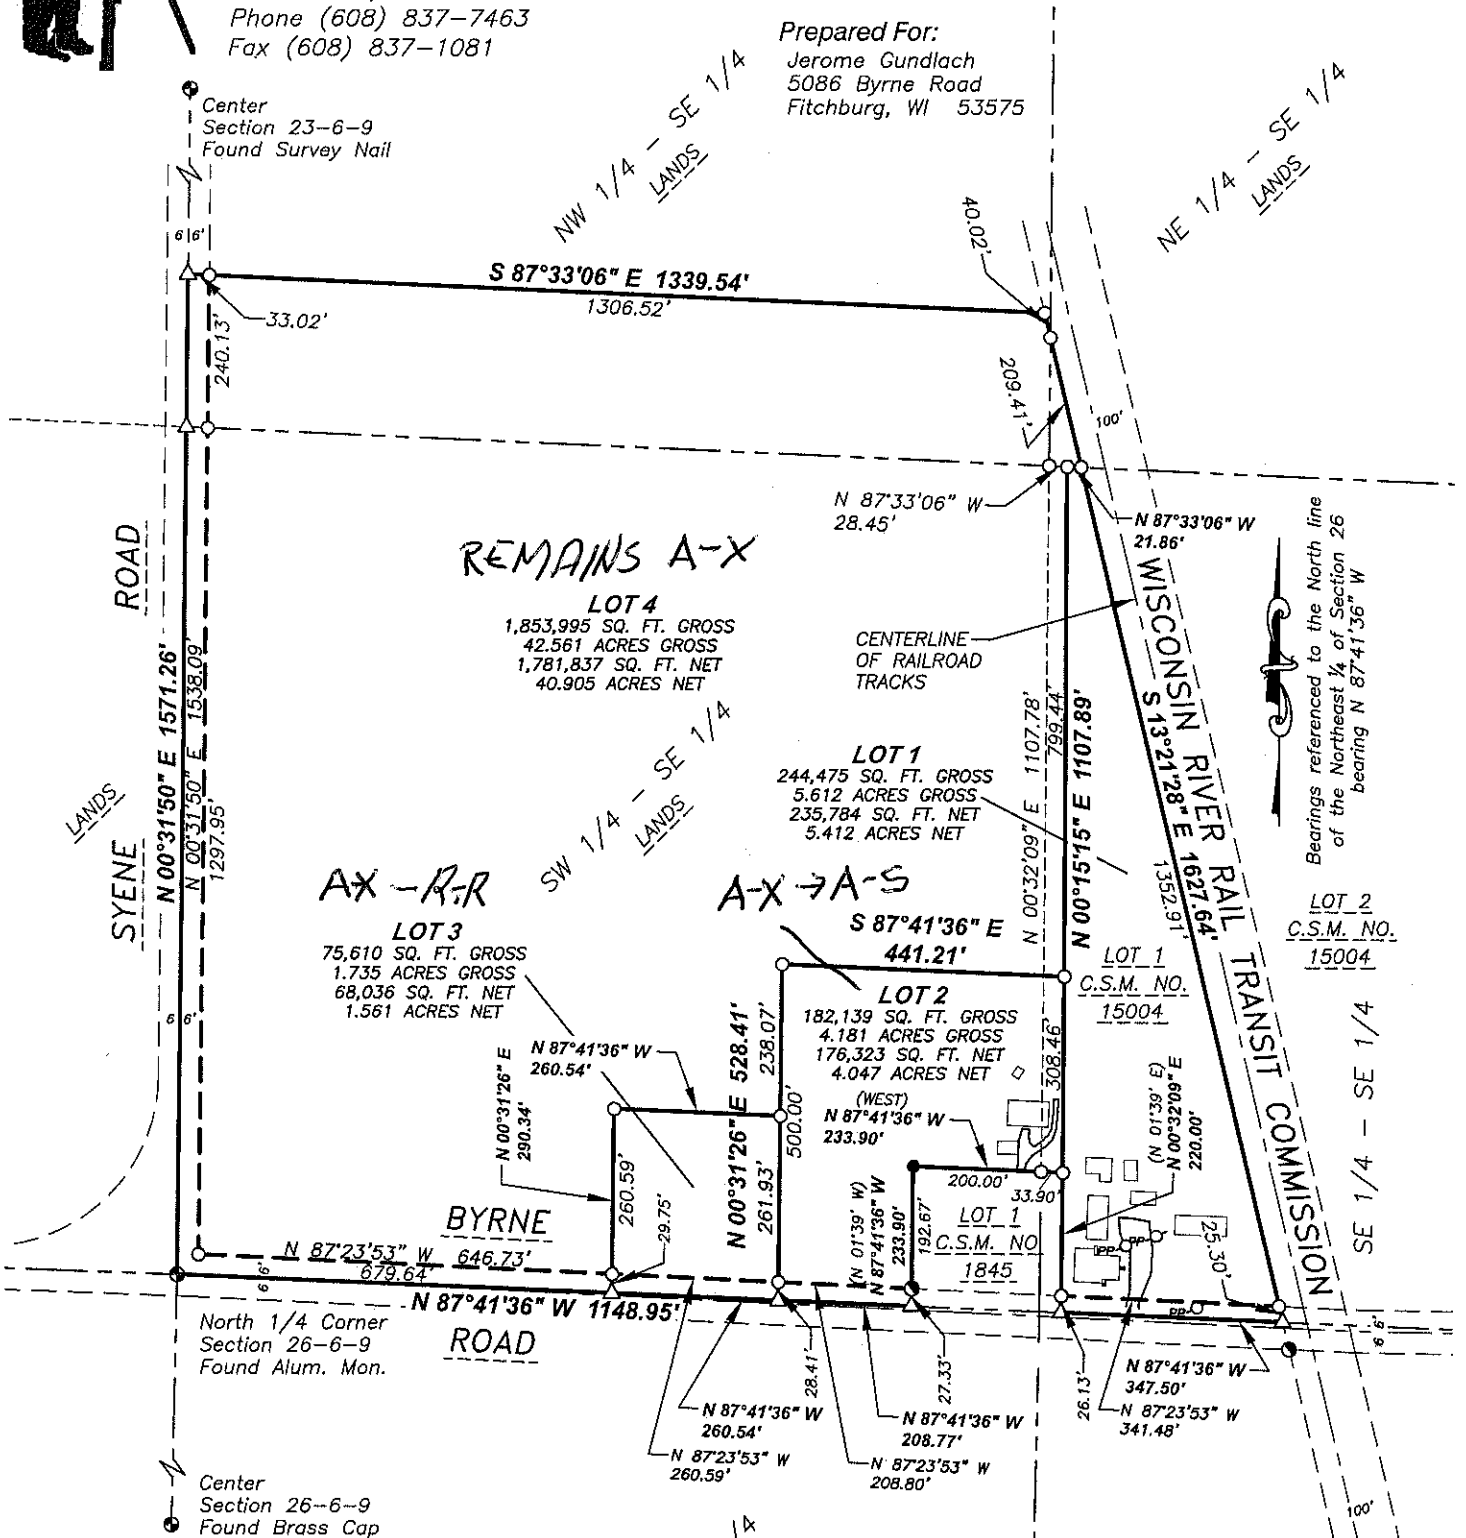 Phone (608) 837-7463
Fax (608) 837-1081
Prepared For:
Jerome Gundlach
5086 Byrne Road
Fitchburg, WI 53575
Center
Section 23-6-9
Found Survey Nail
NW 1/4 - SE 1/4
LANDS
NE 1/4 - SE 1/4
LANDS
40.02'
6 6'
S 87°33'06" E 1339.54'
1306.52'
33.02'
240.13'
209.41'
100'
N 87°33'06" W
28.45'
N 87°33'06" W
21.86'
ROAD
REMAINS A-X
LOT 4
1,853,995 SQ. FT. GROSS
42.561 ACRES GROSS
1,781,837 SQ. FT. NET
40.905 ACRES NET
CENTERLINE
OF RAILROAD
TRACKS
WISCONSIN RIVER RAIL TRANSIT COMMISSION
Bearings referenced to the North line
of the Northeast ¼ of Section 26
bearing N 87°41'36" W
N 00°31'50" E 1571.26'
N 00°31'50" E 1538.09'
1297.95'
LANDS
SYENE
SW 1/4 - SE 1/4
LANDS
LOT 1
244,475 SQ. FT. GROSS
5.612 ACRES GROSS
235,784 SQ. FT. NET
5.412 ACRES NET
N 00°32'09" E 1107.78'
799.44'
N 00°15'15" E 1107.89'
S 13°21'28" E 1627.64'
1352.91'
AX - R-R
LOT 3
75,610 SQ. FT. GROSS
1.735 ACRES GROSS
68,036 SQ. FT. NET
1.561 ACRES NET
A-X → A-S
S 87°41'36" E
441.21'
LOT 2
182,139 SQ. FT. GROSS
4.181 ACRES GROSS
176,323 SQ. FT. NET
4.047 ACRES NET
LOT 1
C.S.M. NO.
15004
LOT 2
C.S.M. NO.
15004
6 6'
N 87°41'36" W
260.54'
N 00°31'26" E
290.34'
N 00°31'26" E 528.41'
238.07'
500.00'
261.93'
308.46'
(WEST)
N 87°41'36" W
233.90'
(N 01°39' E)
N 00°32'09" E
220.00'
SE 1/4 - SE 1/4
260.59'
29.75'
200.00'
33.90'
(N 01°39' W)
N 87°41'36" W
233.90'
192.67'
LOT 1
C.S.M. NO
1845
PP
PP
PP
25.30'
BYRNE
N 87°23'53" W 646.73'
679.64'
6 6'
N 87°41'36" W 1148.95'
ROAD
North 1/4 Corner
Section 26-6-9
Found Alum. Mon.
28.41'
27.33'
26.13'
6 6'
N 87°41'36" W
347.50'
N 87°23'53" W
341.48'
N 87°41'36" W
260.54'
N 87°23'53" W
260.59'
N 87°41'36" W
208.77'
N 87°23'53" W
208.80'
Center
Section 26-6-9
Found Brass Cap
100'